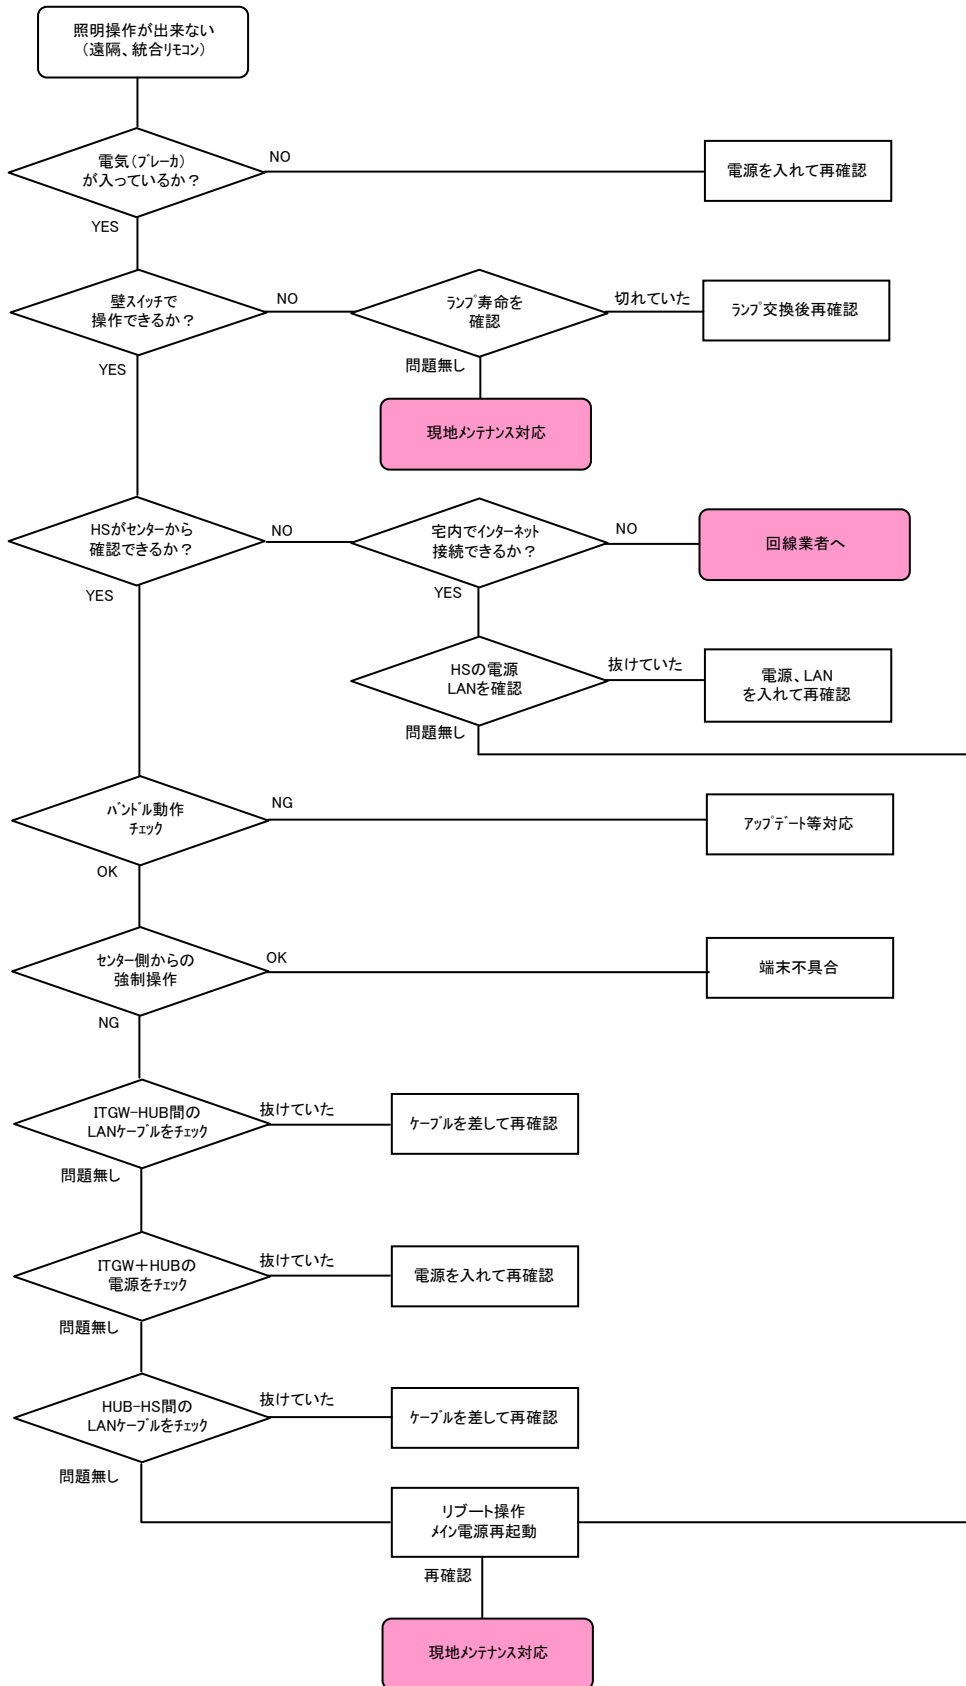 照明操作が出来ない
（遠隔、統合ﾘﾓｺﾝ）
電気（ﾌﾞﾚｰｶ）
が入っているか？
NO
電源を入れて再確認
YES
壁スイッチで
操作できるか？
NO
ﾗﾝﾌﾟ寿命を
確認
切れていた
ﾗﾝﾌﾟ交換後再確認
YES
問題無し
現地ﾒﾝﾃﾅﾝｽ対応
HSがｾﾝﾀｰから
確認できるか？
NO
宅内でｲﾝﾀｰﾈｯﾄ
接続できるか？
NO
回線業者へ
YES
YES
HSの電源
LANを確認
抜けていた
電源、LAN
を入れて再確認
問題無し
ﾊﾞﾝﾄﾞﾙ動作
ﾁｪｯｸ
NG
ｱｯﾌﾟﾃﾞｰﾄ等対応
OK
ｾﾝﾀｰ側からの
強制操作
OK
端末不具合
NG
ITGW-HUB間の
LANｹｰﾌﾞﾙをﾁｪｯｸ
抜けていた
ｹｰﾌﾞﾙを差して再確認
問題無し
ITGW＋HUBの
電源をﾁｪｯｸ
抜けていた
電源を入れて再確認
問題無し
HUB-HS間の
LANｹｰﾌﾞﾙをﾁｪｯｸ
抜けていた
ｹｰﾌﾞﾙを差して再確認
問題無し
リブート操作
ﾒｲﾝ電源再起動
再確認
現地ﾒﾝﾃﾅﾝｽ対応